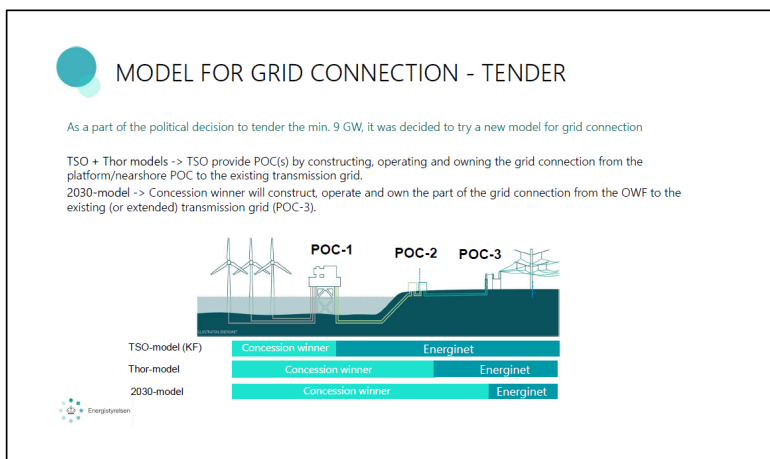 MODEL FOR GRID CONNECTION - TENDER
As a part of the political decision to tender the min. 9 GW, it was decided to try a new model for grid connection
TSO + Thor models -> TSO provide POC(s) by constructing, operating and owning the grid connection from the
platform/nearshore POC to the existing transmission grid.
2030-model -> Concession winner will construct, operate and own the part of the grid connection from the OWF to the
existing (or extended) transmission grid (POC-3).
POC-1
POC-2
POC-3
TSO-model (KF) Concession winner Energinet
Thor-model Concession winner Energinet
2030-model Concession winner Energinet
Energistyrelsen